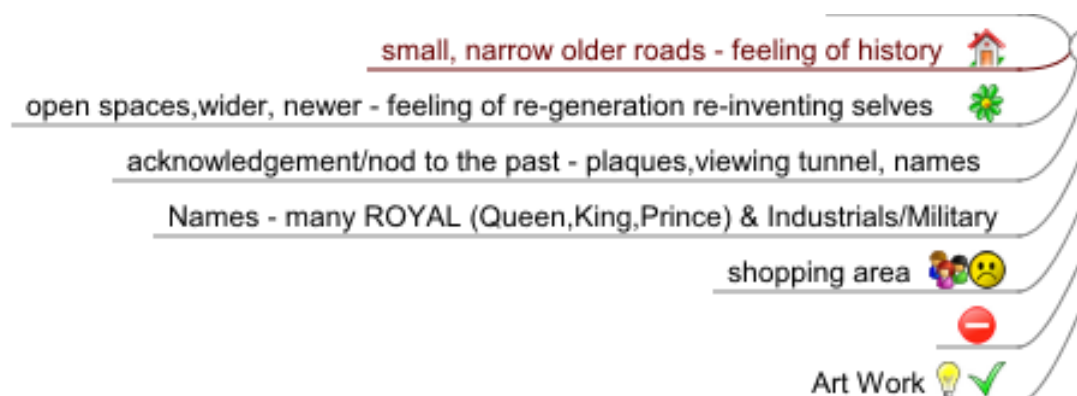 small, narrow older roads - feeling of history
open spaces,wider, newer - feeling of re-generation re-inventing selves
acknowledgement/nod to the past - plaques,viewing tunnel, names
Names - many ROYAL (Queen,King,Prince) & Industrials/Military
shopping area
Art Work